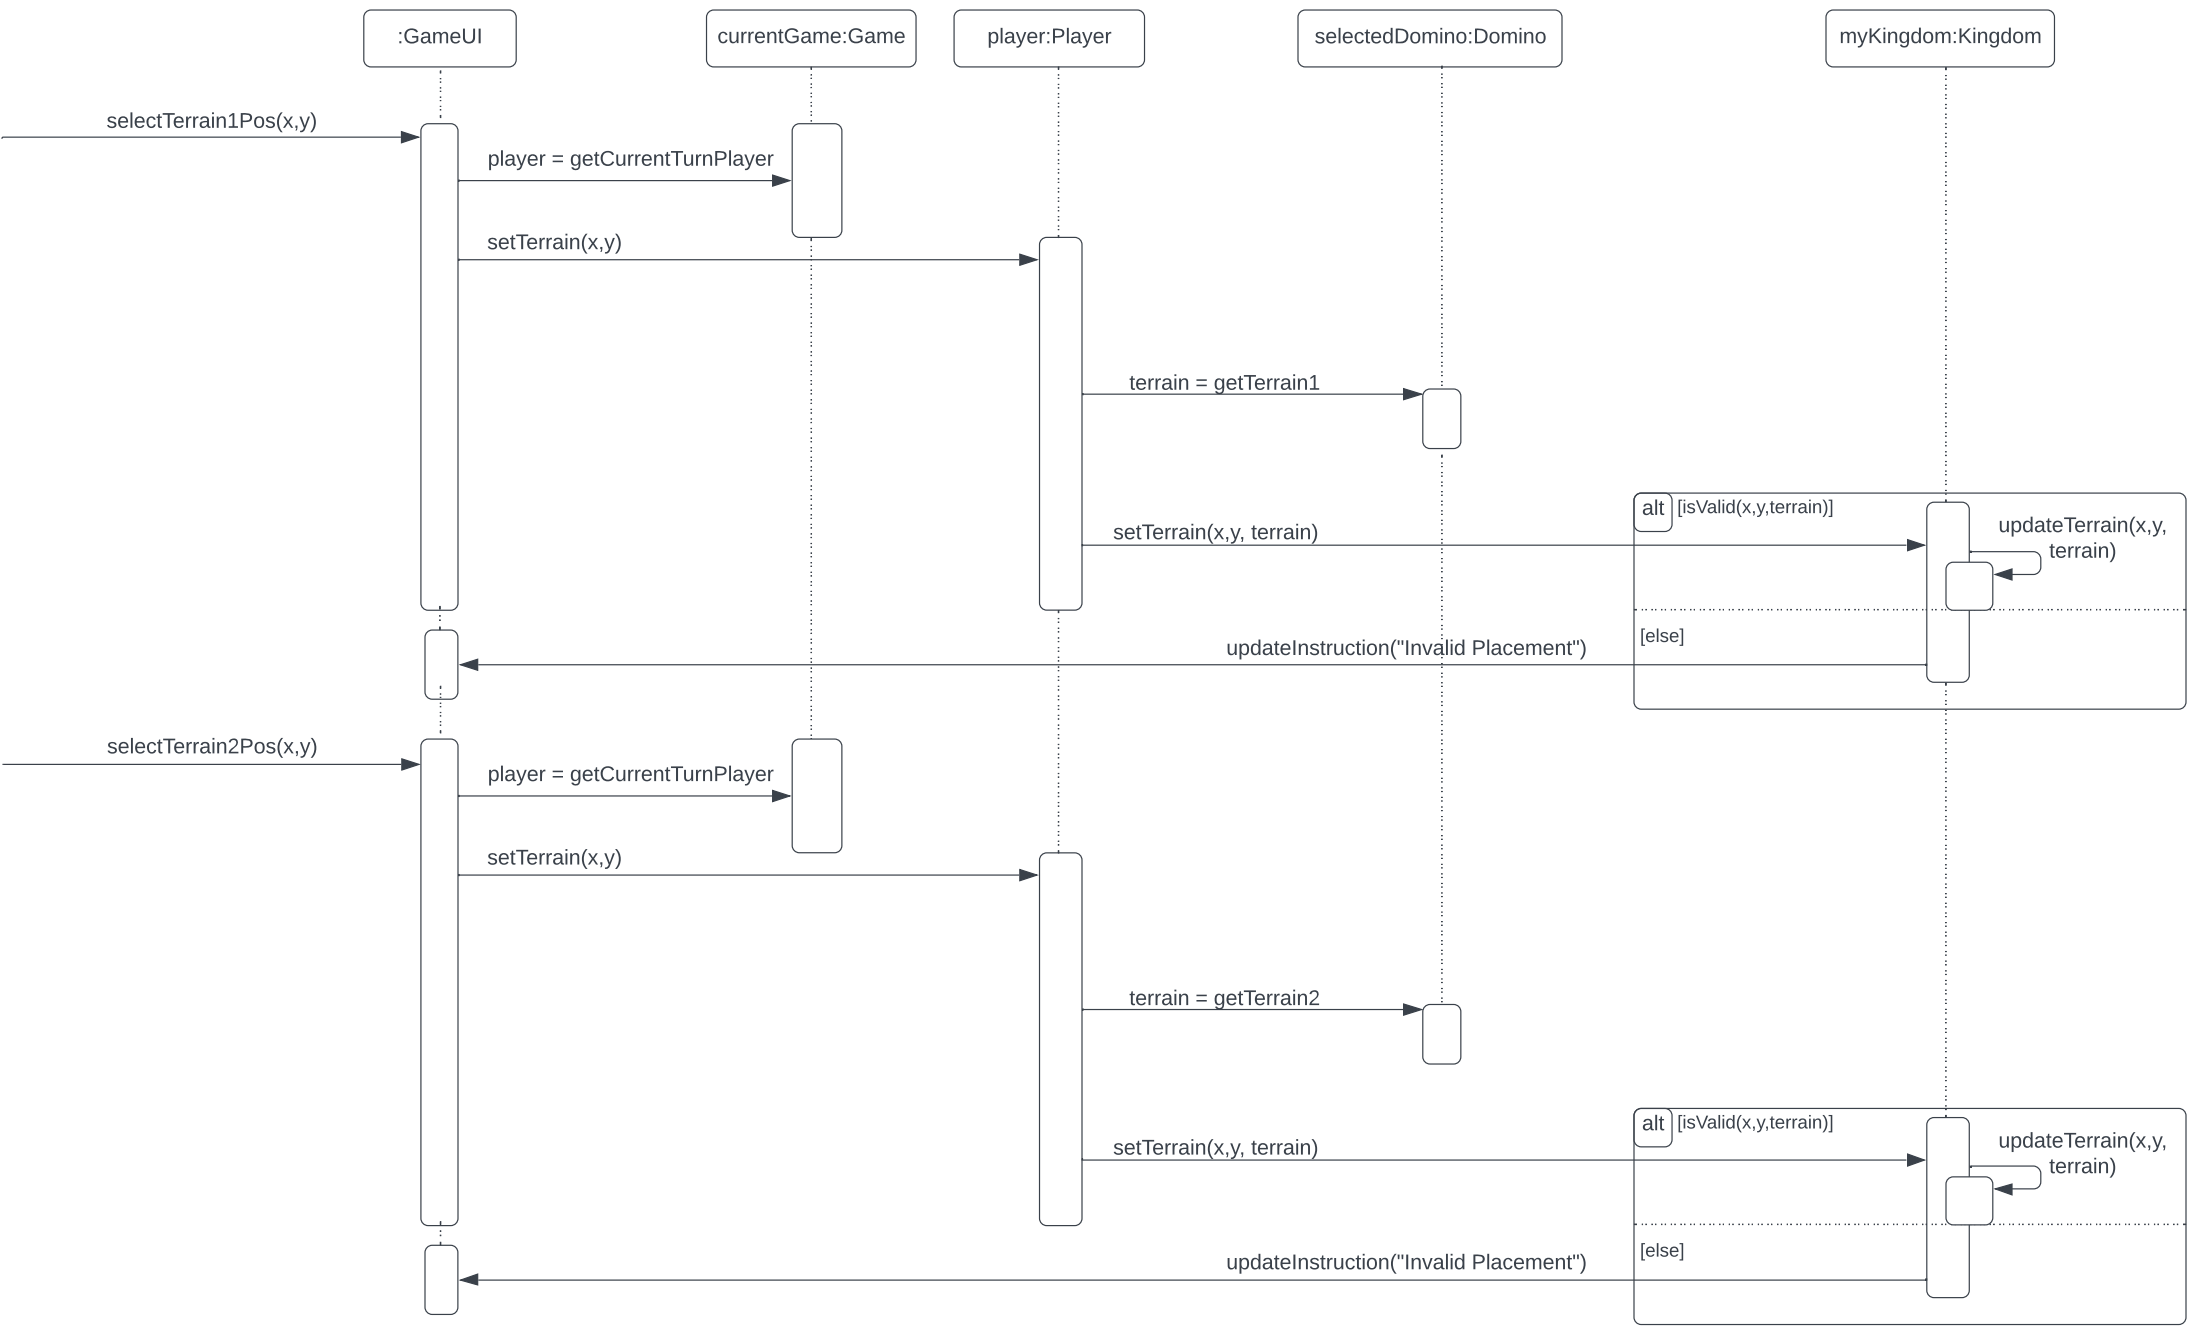 :GameUI
currentGame:Game
player:Player
selectedDomino:Domino
myKingdom:Kingdom
selectTerrain1Pos(x,y)
player = getCurrentTurnPlayer
setTerrain(x,y)
terrain = getTerrain1
alt
[isValid(x,y,terrain)]
setTerrain(x,y, terrain)
updateTerrain(x,y,
terrain)
[else]
updateInstruction("Invalid Placement")
selectTerrain2Pos(x,y)
player = getCurrentTurnPlayer
setTerrain(x,y)
terrain = getTerrain2
alt
[isValid(x,y,terrain)]
setTerrain(x,y, terrain)
updateTerrain(x,y,
terrain)
[else]
updateInstruction("Invalid Placement")